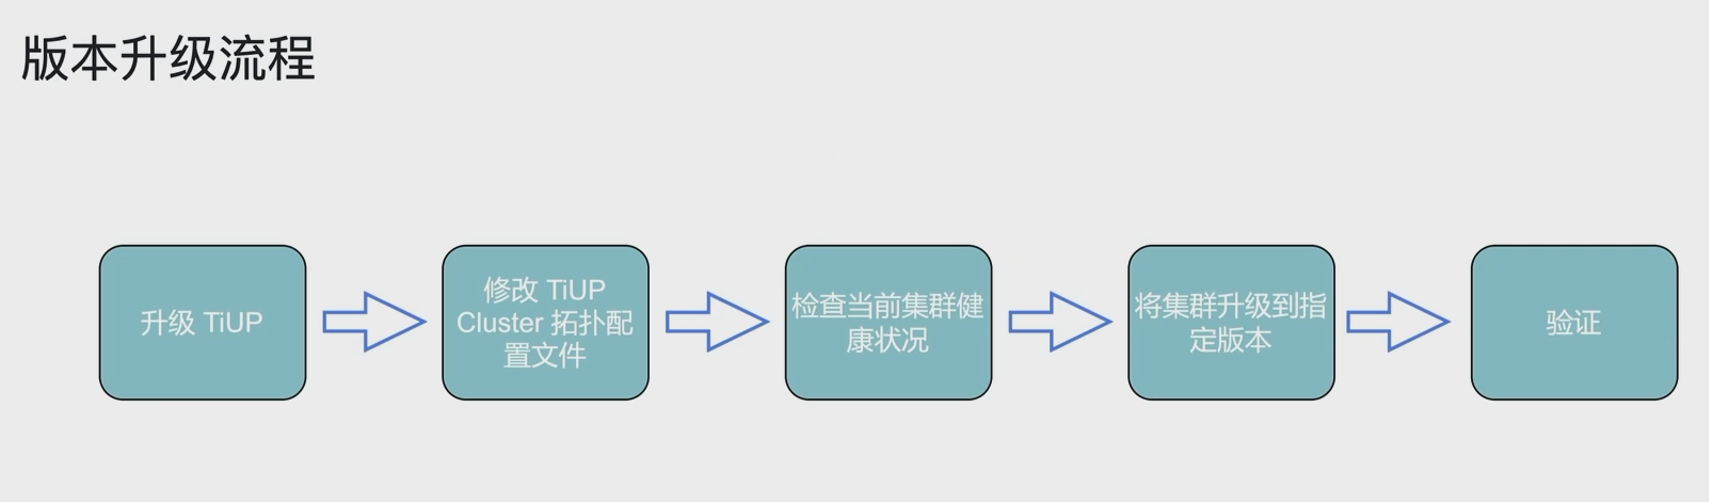 版本升级流程
升级 TiUP
修改 TiUP
Cluster 拓扑配
置文件
检查当前集群健
康状况
将集群升级到指
定版本
验证